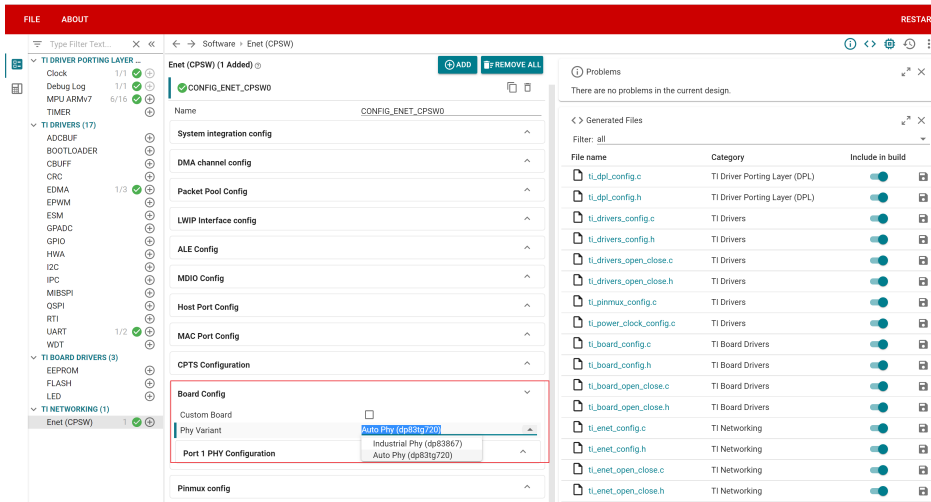 FILE ABOUT RESTAR
Type Filter Text...
Software Enet (CPSW)
TI DRIVER PORTING LAYER ...
Clock 1/1
Debug Log 1/1
MPU ARMv7 6/16
TIMER
TI DRIVERS (17)
ADCBUF
BOOTLOADER
CBUFF
CRC
EDMA 1/3
EPWM
ESM
GPADC
GPIO
HWA
I2C
IPC
MIBSPI
QSPI
RTI
UART 1/2
WDT
TI BOARD DRIVERS (3)
EEPROM
FLASH
LED
TI NETWORKING (1)
Enet (CPSW) 1
Enet (CPSW) (1 Added)
ADD
REMOVE ALL
CONFIG_ENET_CPSW0
Name CONFIG_ENET_CPSW0
System integration config
DMA channel config
Packet Pool Config
LWIP Interface config
ALE Config
MDIO Config
Host Port Config
MAC Port Config
CPTS Configuration
Board Config
Custom Board
Phy Variant Auto Phy (dp83tg720)
Industrial Phy (dp83867)
Auto Phy (dp83tg720)
Port 1 PHY Configuration
Pinmux config
Problems
There are no problems in the current design.
<> Generated Files
Filter: all
File name Category Include in build
ti_dpl_config.c TI Driver Porting Layer (DPL)
ti_dpl_config.h TI Driver Porting Layer (DPL)
ti_drivers_config.c TI Drivers
ti_drivers_config.h TI Drivers
ti_drivers_open_close.c TI Drivers
ti_drivers_open_close.h TI Drivers
ti_pinmux_config.c TI Drivers
ti_power_clock_config.c TI Drivers
ti_board_config.c TI Board Drivers
ti_board_config.h TI Board Drivers
ti_board_open_close.c TI Board Drivers
ti_board_open_close.h TI Board Drivers
ti_enet_config.c TI Networking
ti_enet_config.h TI Networking
ti_enet_open_close.c TI Networking
ti_enet_open_close.h TI Networking